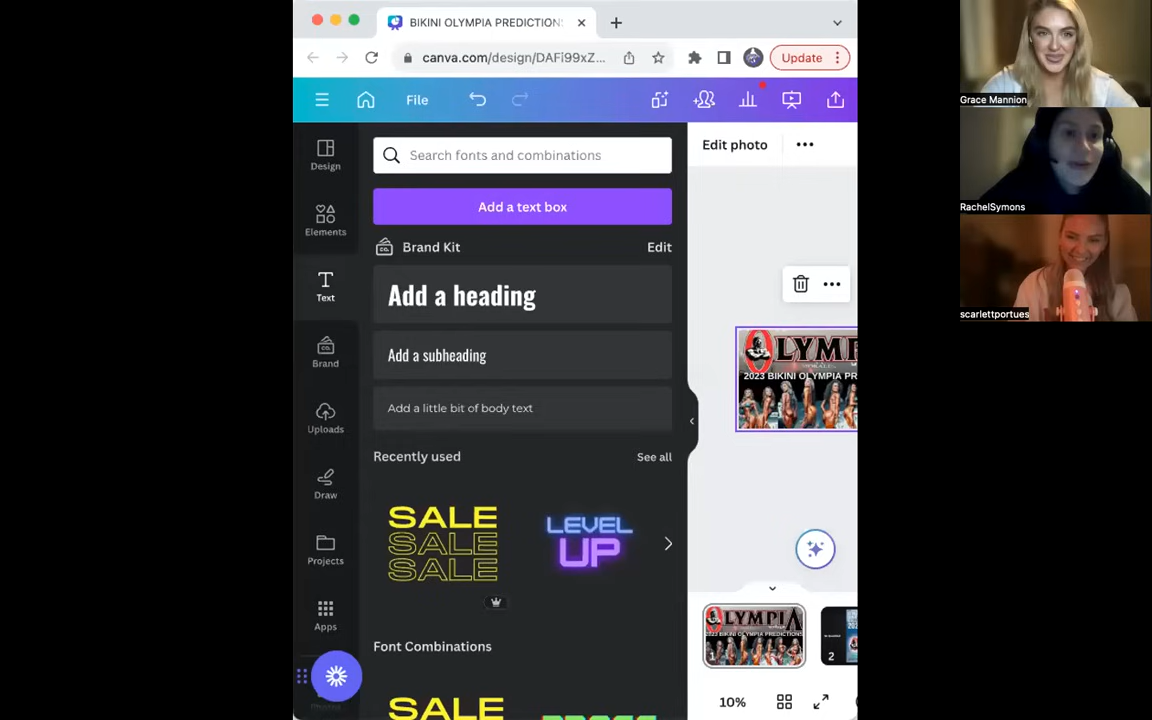 BIKINI OLYMPIA PREDICTION
canva.com/design/DAFi99xZ...
Update
File
Design
Elements
Text
Brand
Uploads
Draw
Projects
Apps
Search fonts and combinations
Add a text box
Brand Kit
Edit
Add a heading
Add a subheading
Add a little bit of body text
Recently used
See all
SALE
SALE
SALE
LEVEL
UP
Font Combinations
SALE
Edit photo
OLYMPI
2023 BIKINI OLYMPIA PR
OLYMPIA
2023 BIKINI OLYMPIA PREDICTIONS
1
2
10%
Grace Mannion
RachelSymons
scarlettportues